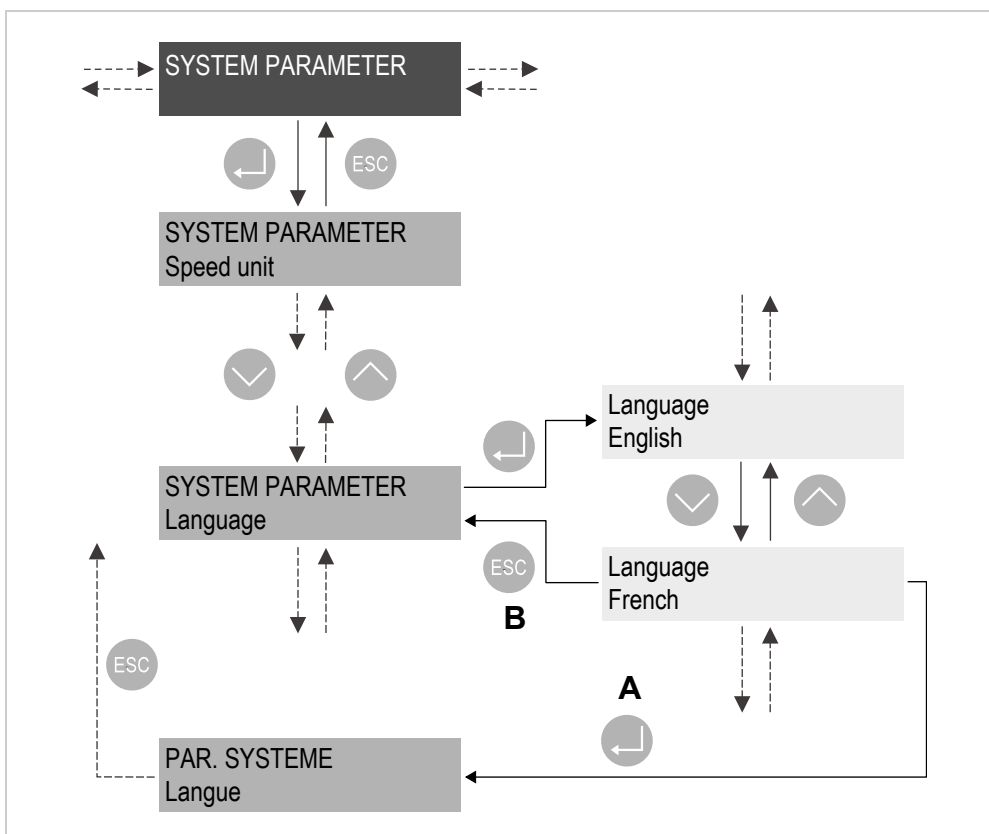 SYSTEM PARAMETER
ESC
SYSTEM PARAMETER
Speed unit
Language
English
SYSTEM PARAMETER
Language
ESC
B
Language
French
ESC
A
PAR. SYSTEME
Langue